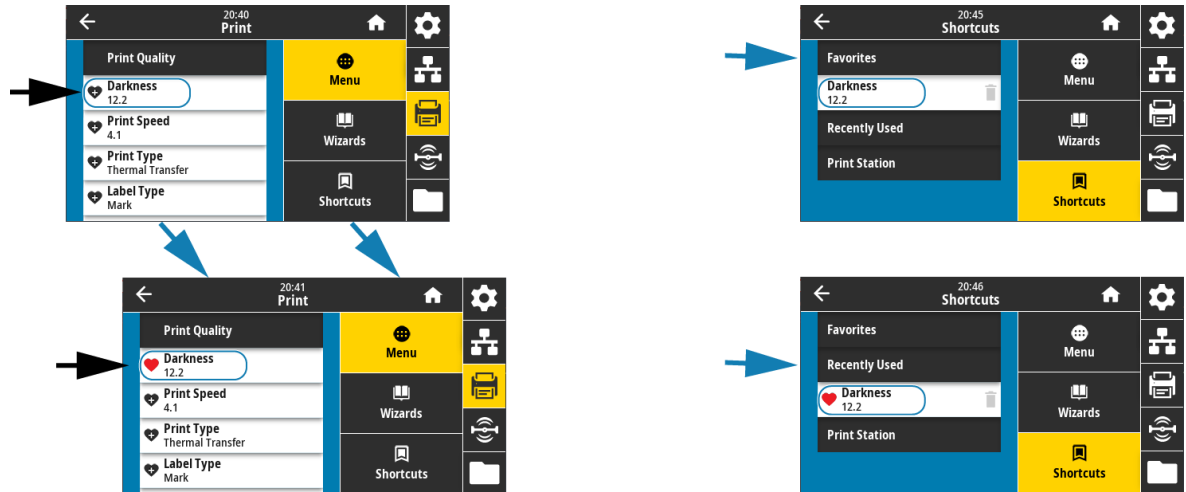 20:40
Print
Print Quality
Darkness
12.2
Print Speed
4.1
Print Type
Thermal Transfer
Label Type
Mark
Menu
Wizards
Shortcuts
20:45
Shortcuts
Favorites
Darkness
12.2
Recently Used
Print Station
Menu
Wizards
Shortcuts
20:41
Print
Print Quality
Darkness
12.2
Print Speed
4.1
Print Type
Thermal Transfer
Label Type
Mark
Menu
Wizards
Shortcuts
20:46
Shortcuts
Favorites
Recently Used
Darkness
12.2
Print Station
Menu
Wizards
Shortcuts